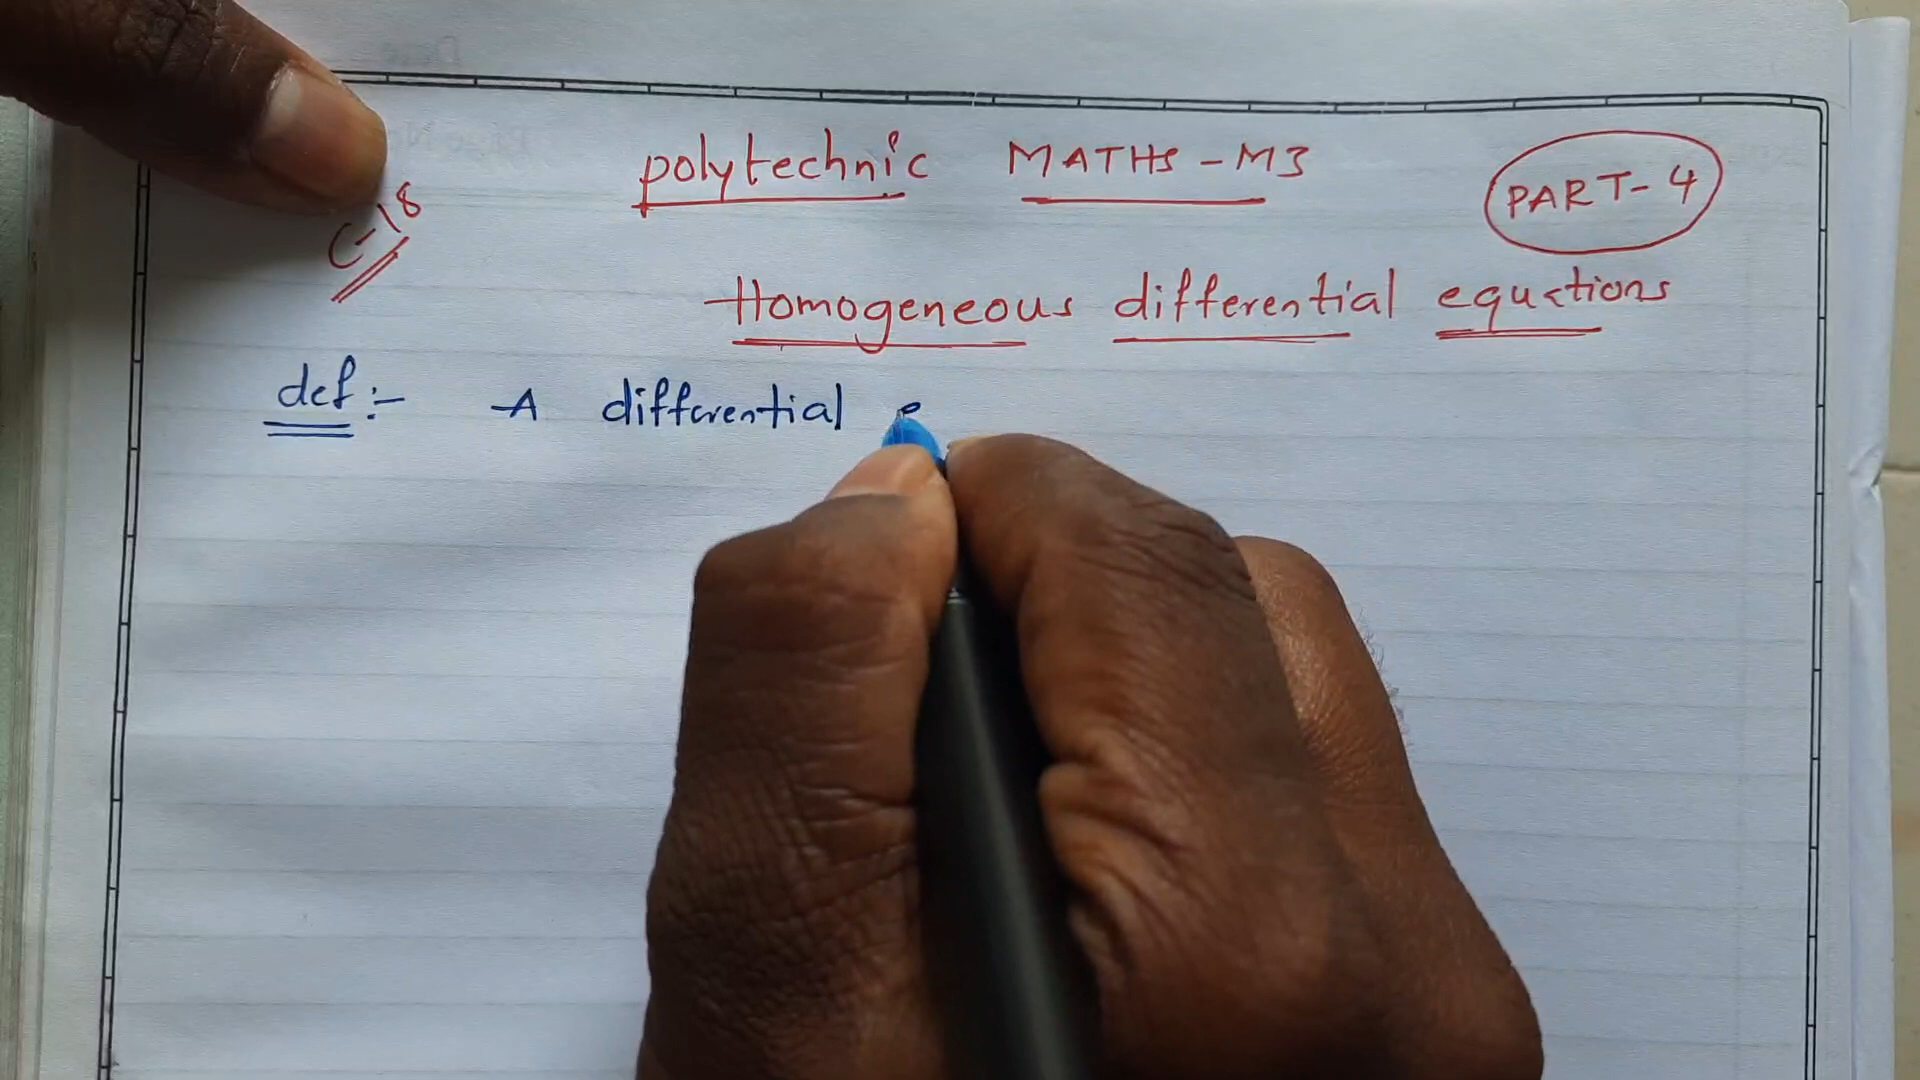 polytechnic MATHS - M3
PART - 4
C-18
Homogeneous differential equations
def :- A differential e